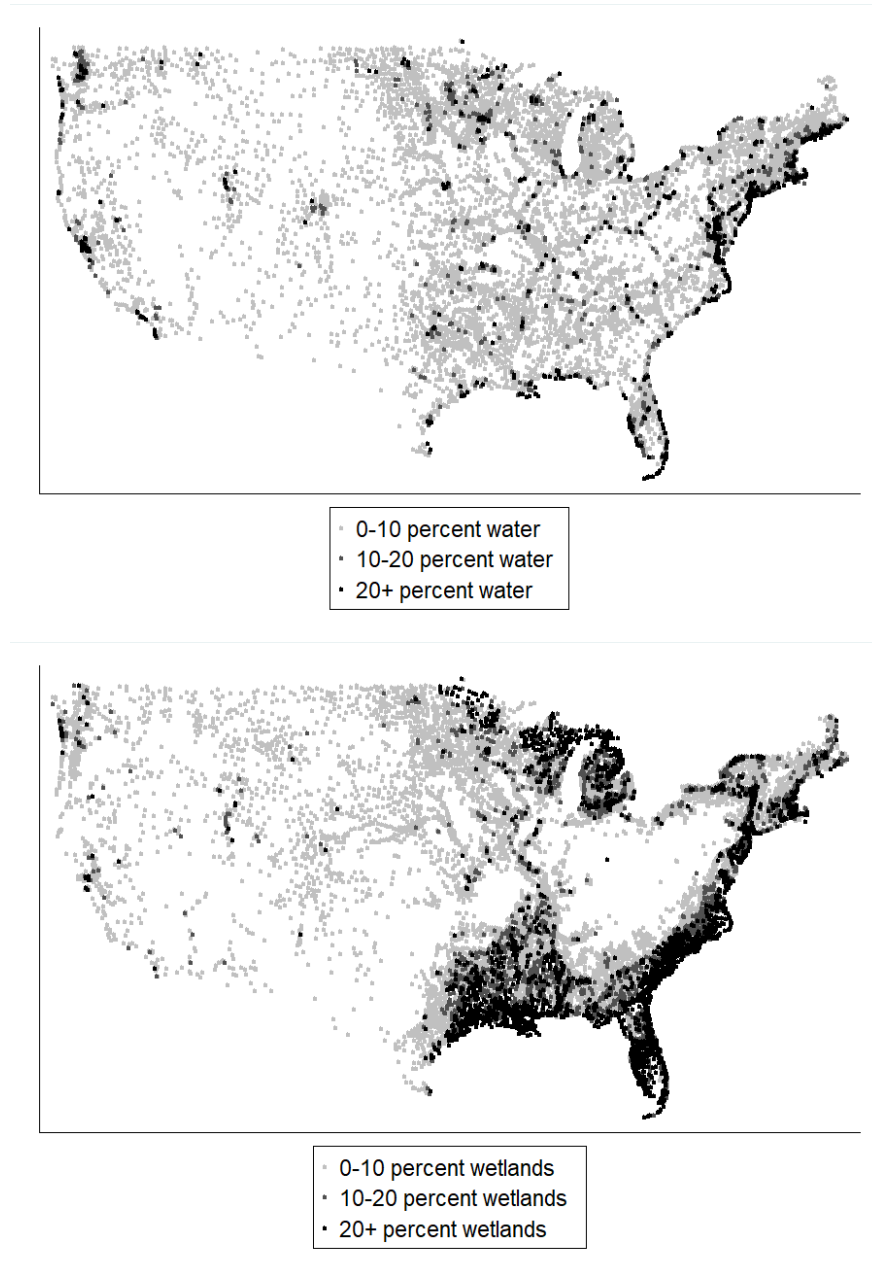 0-10 percent water
10-20 percent water
20+ percent water
0-10 percent wetlands
10-20 percent wetlands
20+ percent wetlands